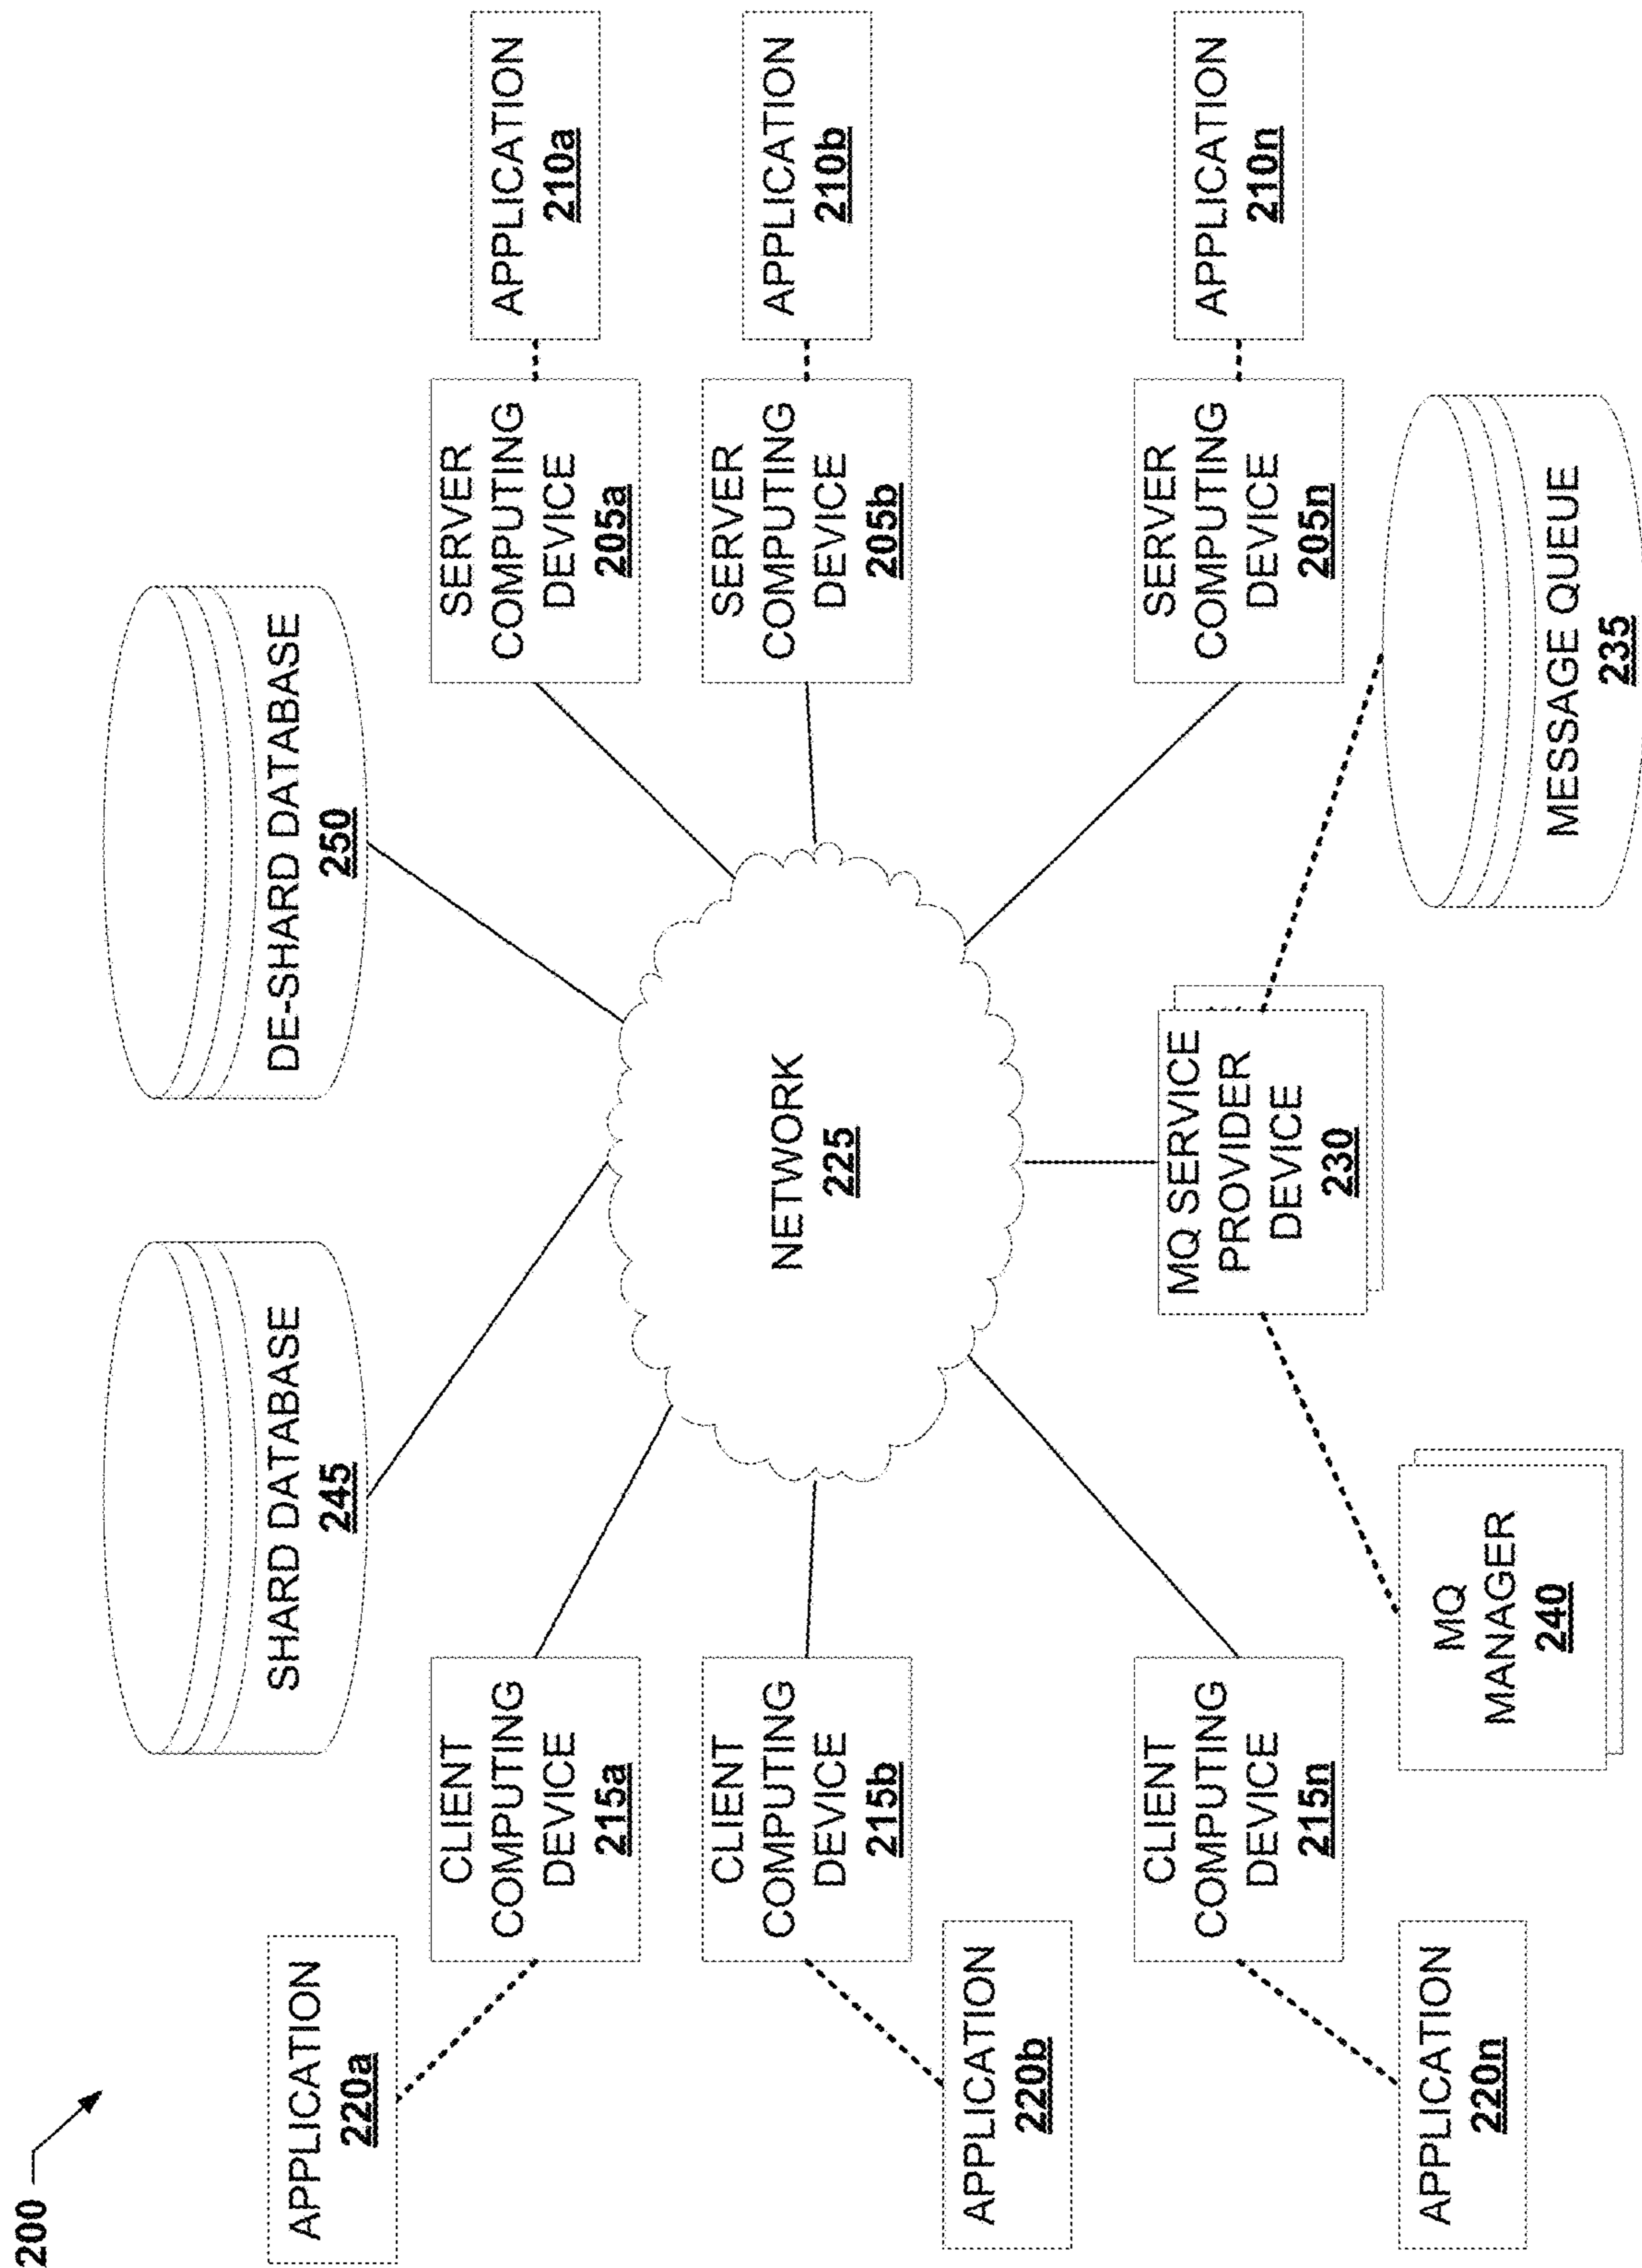 200
SHARD DATABASE
245
DE-SHARD DATABASE
250
APPLICATION
220a
CLIENT
COMPUTING
DEVICE
215a
SERVER
COMPUTING
DEVICE
205a
APPLICATION
210a
CLIENT
COMPUTING
DEVICE
215b
NETWORK
225
SERVER
COMPUTING
DEVICE
205b
APPLICATION
210b
APPLICATION
220b
CLIENT
COMPUTING
DEVICE
215n
MQ SERVICE
PROVIDER
DEVICE
230
SERVER
COMPUTING
DEVICE
205n
APPLICATION
210n
APPLICATION
220n
MQ
MANAGER
240
MESSAGE QUEUE
235